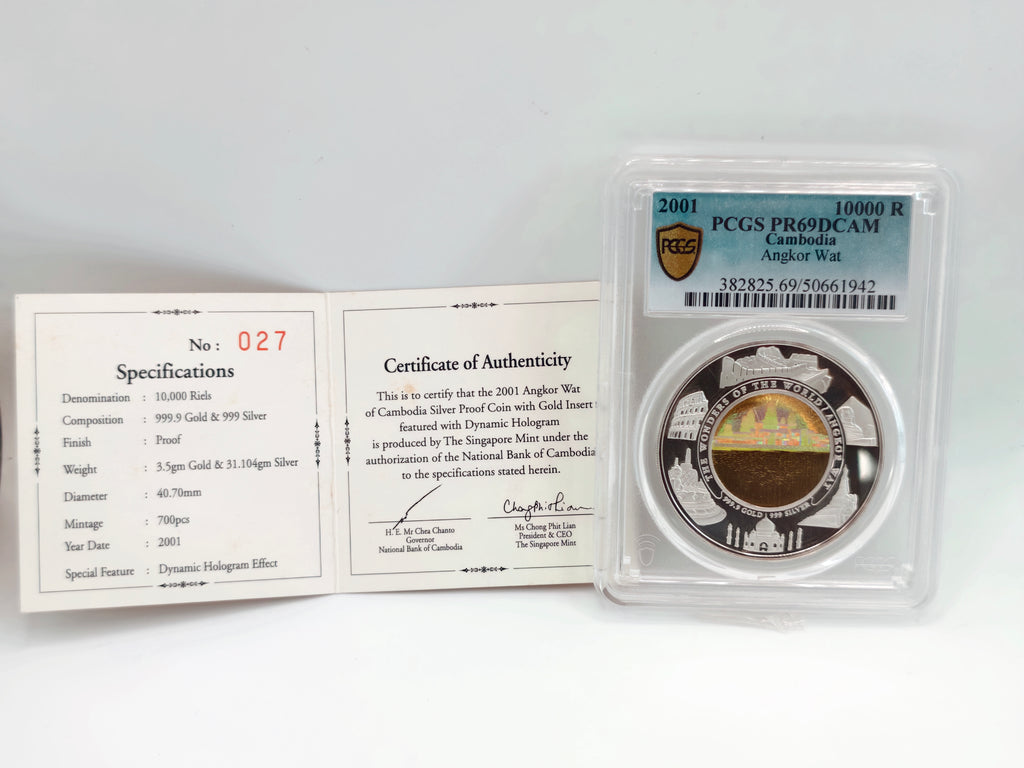 No : 027
Specifications
Denomination : 10,000 Riels
Composition : 999.9 Gold & 999 Silver
Finish : Proof
Weight : 3.5gm Gold & 31.104gm Silver
Diameter : 40.70mm
Mintage : 700pcs
Year Date : 2001
Special Feature : Dynamic Hologram Effect
Certificate of Authenticity
This is to certify that the 2001 Angkor Wat
of Cambodia Silver Proof Coin with Gold Insert
featured with Dynamic Hologram
is produced by The Singapore Mint under the
authorization of the National Bank of Cambodia
to the specifications stated herein.
H. E. Mr Chea Chanto
Governor
National Bank of Cambodia
Chong Phit Lian
Ms Chong Phit Lian
President & CEO
The Singapore Mint
2001 10000 R
PCGS PR69DCAM
Cambodia
Angkor Wat
PCGS
382825.69/50661942
THE WONDERS OF THE WORLD / ANGKOR WAT
999.9 GOLD | 999 SILVER